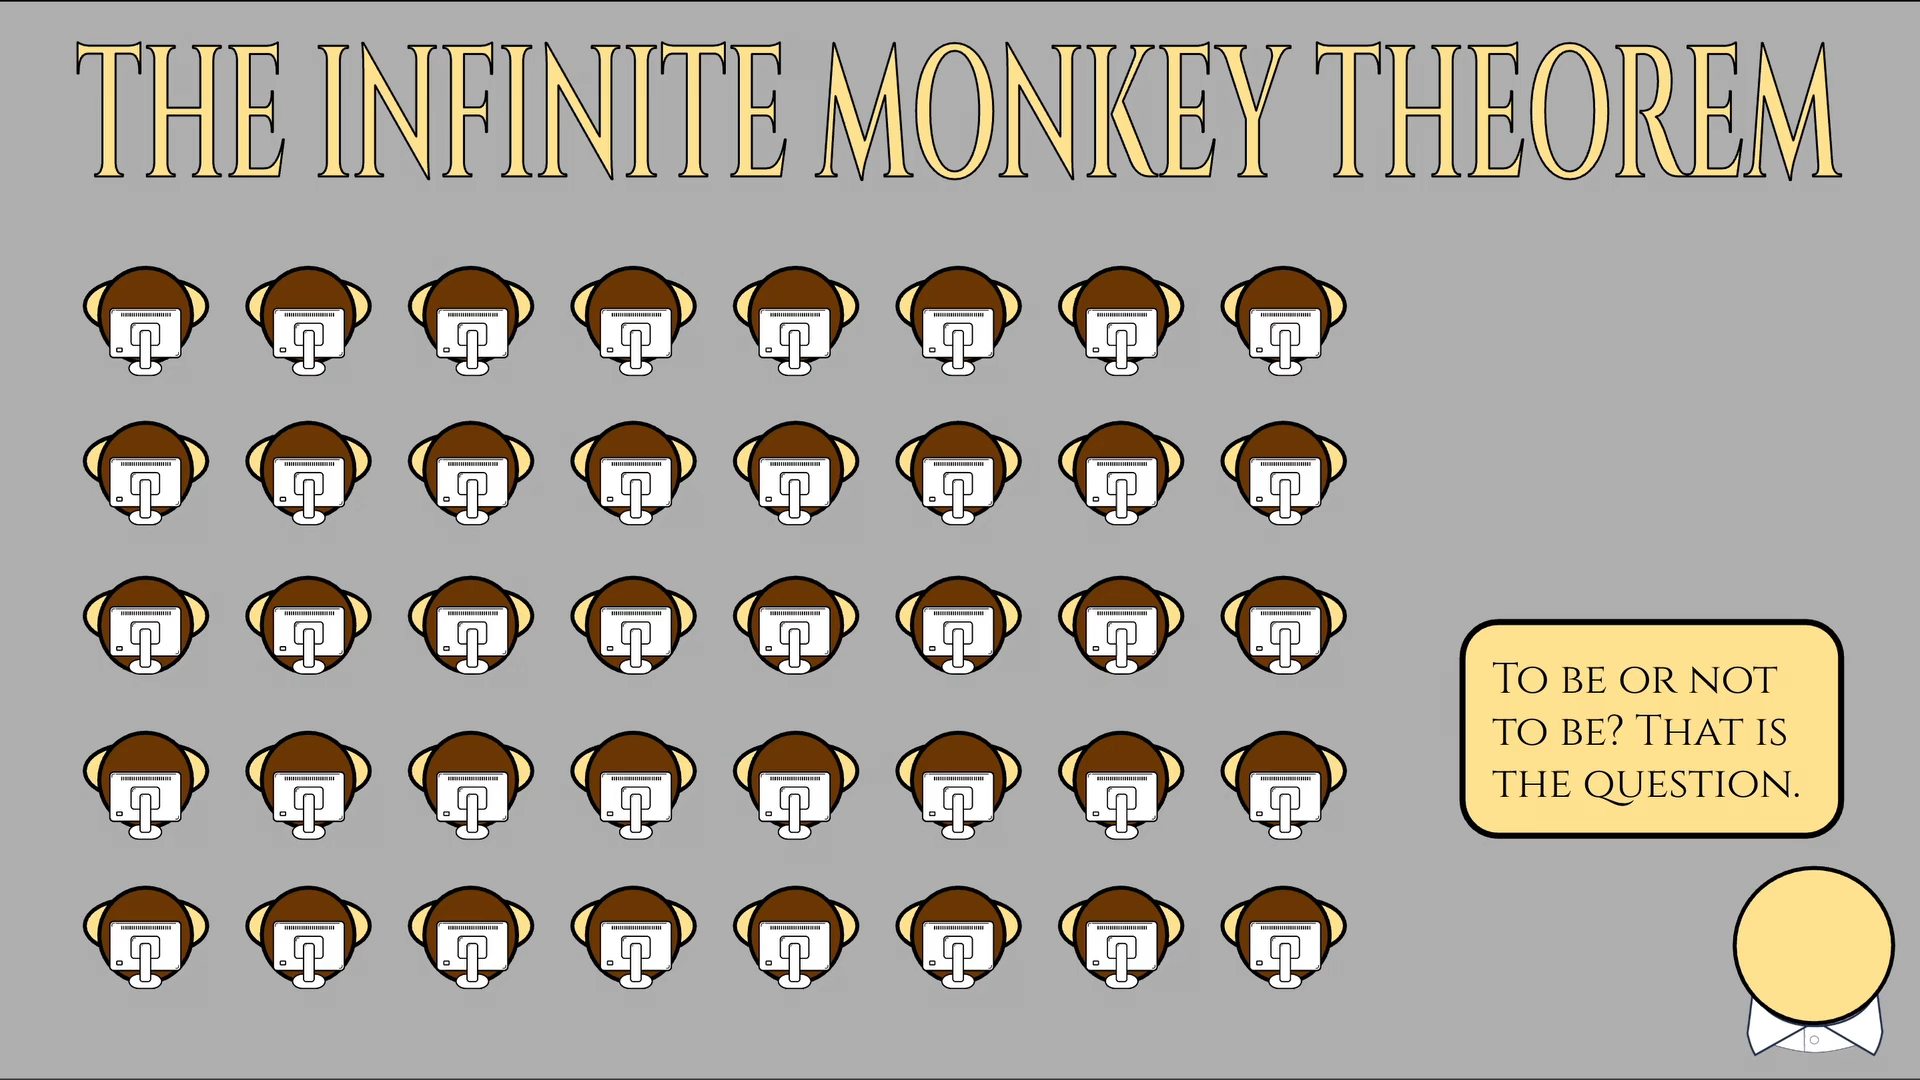 THE INFINITE MONKEY THEOREM
To be or not
to be? That is
the question.